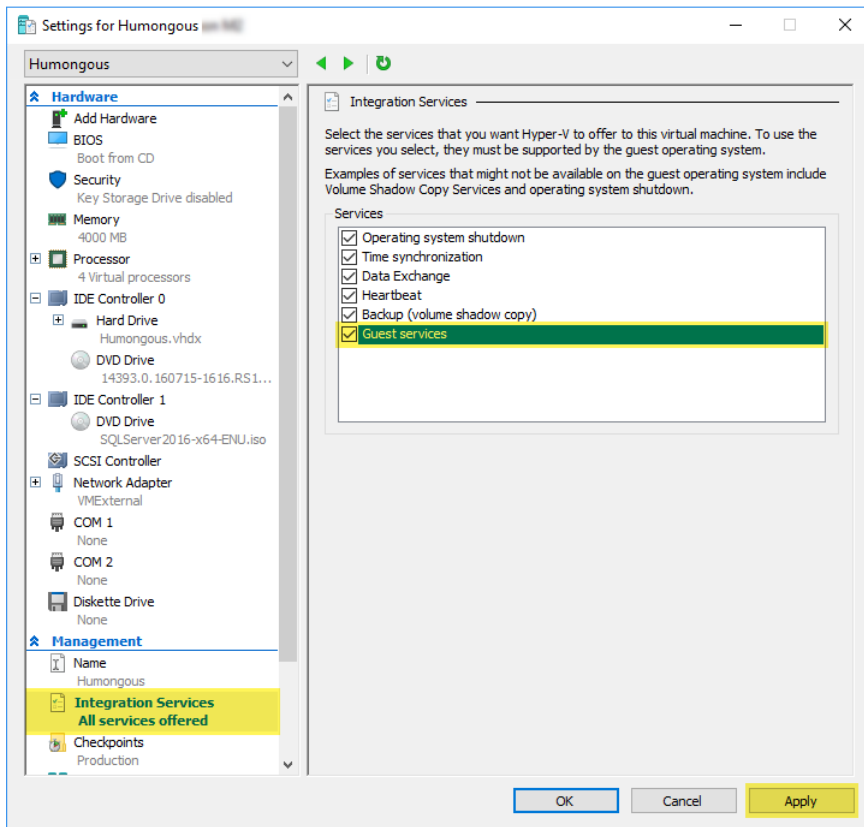 Settings for Humongous
Humongous
Hardware
Add Hardware
BIOS
Boot from CD
Security
Key Storage Drive disabled
Memory
4000 MB
Processor
4 Virtual processors
IDE Controller 0
Hard Drive
Humongous.vhdx
DVD Drive
14393.0.160715-1616.RS1...
IDE Controller 1
DVD Drive
SQLServer2016-x64-ENU.iso
SCSI Controller
Network Adapter
VMExternal
COM 1
None
COM 2
None
Diskette Drive
None
Management
Name
Humongous
Integration Services
All services offered
Checkpoints
Production
Integration Services
Select the services that you want Hyper-V to offer to this virtual machine. To use the
services you select, they must be supported by the guest operating system.
Examples of services that might not be available on the guest operating system include
Volume Shadow Copy Services and operating system shutdown.
Services
Operating system shutdown
Time synchronization
Data Exchange
Heartbeat
Backup (volume shadow copy)
Guest services
OK
Cancel
Apply